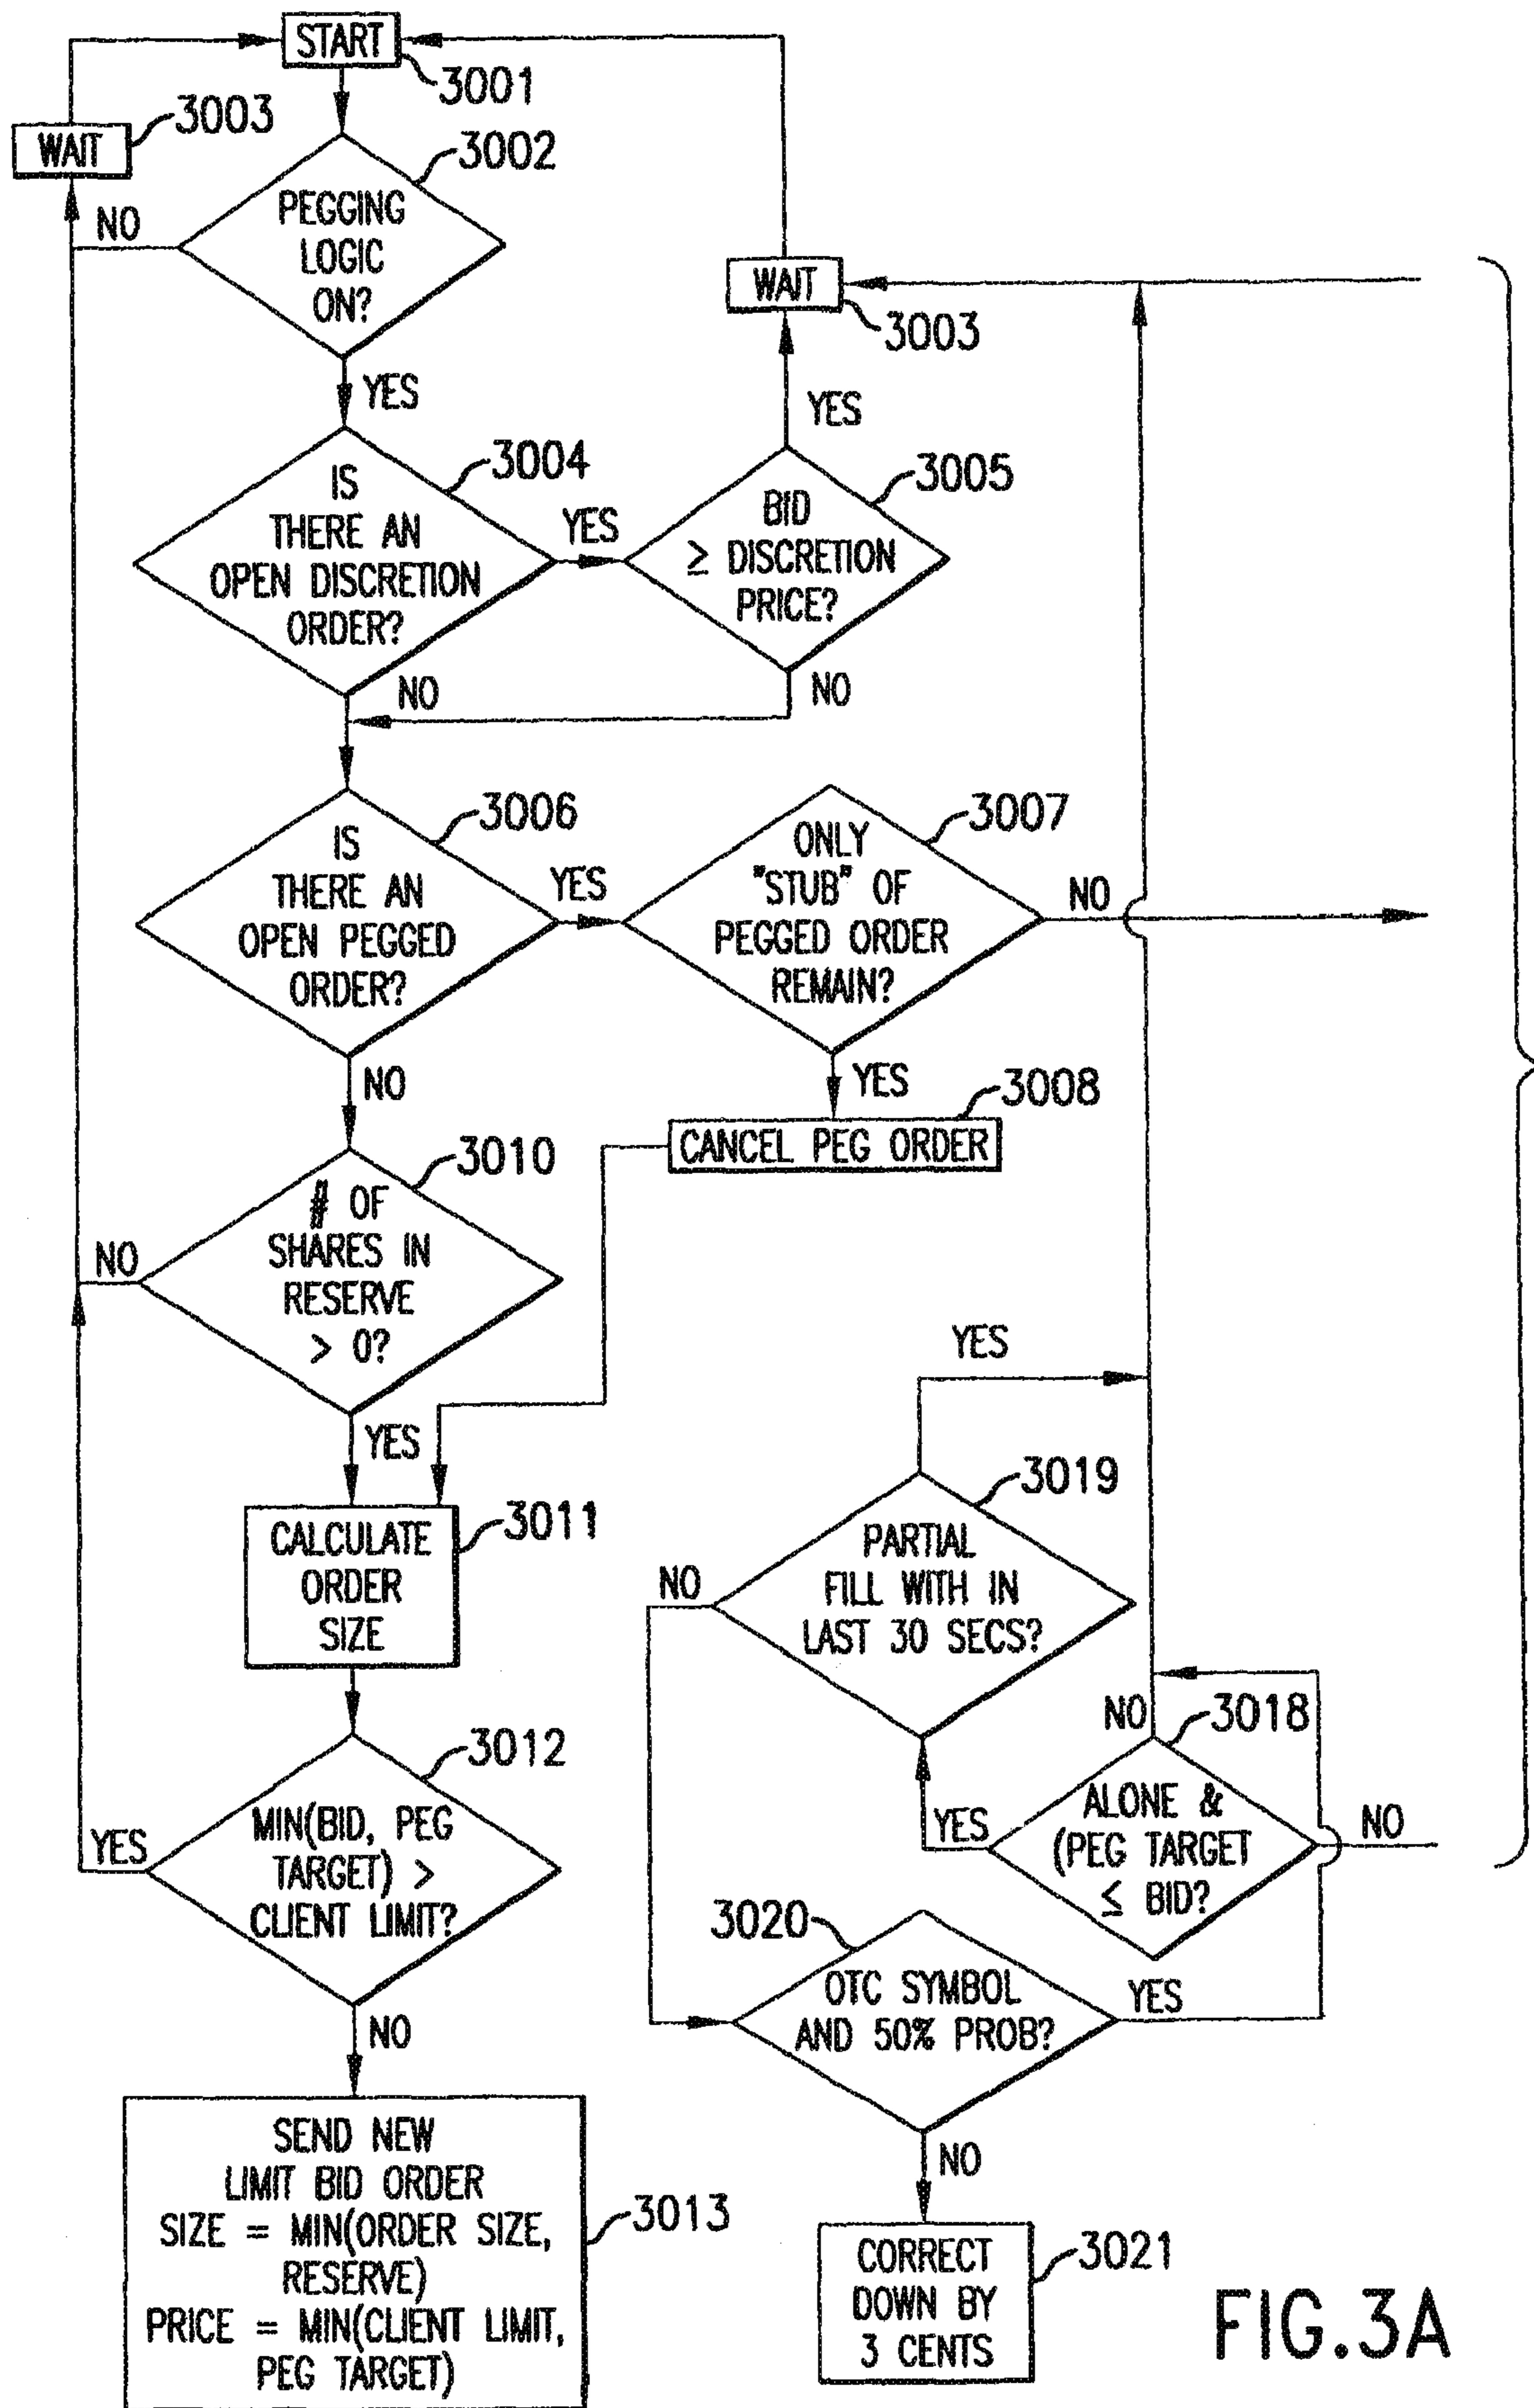 START
3001
WAIT
3003
3002
PEGGING
LOGIC
ON?
NO
YES
WAIT
3003
YES
3004
IS
THERE AN
OPEN DISCRETION
ORDER?
YES
NO
3005
BID
≥ DISCRETION
PRICE?
NO
3006
IS
THERE AN
OPEN PEGGED
ORDER?
YES
NO
3007
ONLY
"STUB" OF
PEGGED ORDER
REMAIN?
NO
YES
3008
CANCEL PEG ORDER
3010
# OF
SHARES IN
RESERVE
> 0?
NO
YES
3011
CALCULATE
ORDER
SIZE
3012
MIN(BID, PEG
TARGET) >
CLIENT LIMIT?
YES
NO
SEND NEW
LIMIT BID ORDER
SIZE = MIN(ORDER SIZE,
RESERVE)
PRICE = MIN(CLIENT LIMIT,
PEG TARGET)
3013
YES
3019
PARTIAL
FILL WITH IN
LAST 30 SECS?
NO
NO
3018
ALONE &
(PEG TARGET
≤ BID?
YES
NO
3020
OTC SYMBOL
AND 50% PROB?
YES
NO
CORRECT
DOWN BY
3 CENTS
3021
FIG.3A